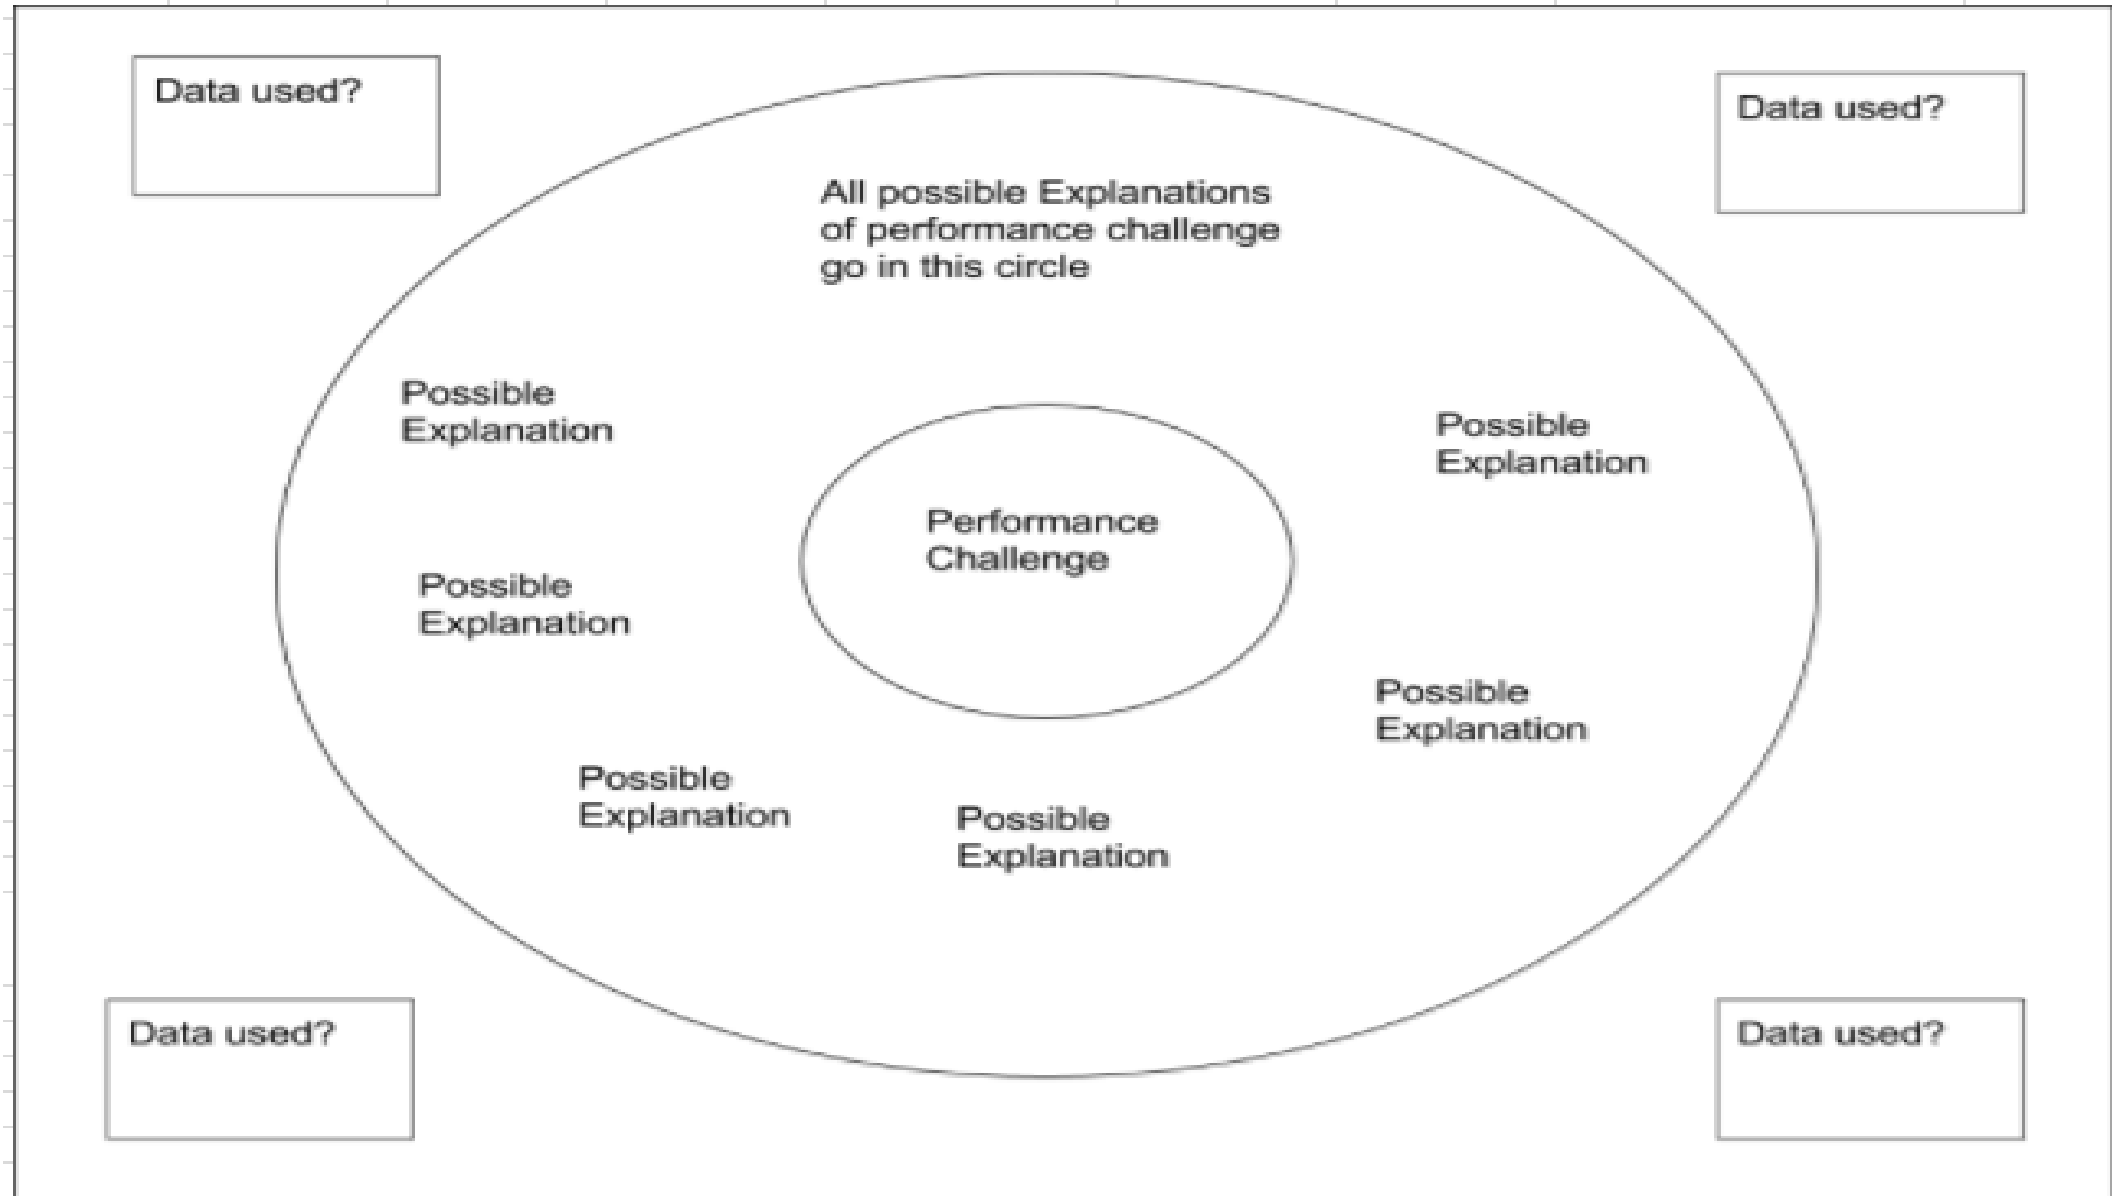 Data used?
Data used?
All possible Explanations
of performance challenge
go in this circle
Possible
Explanation
Possible
Explanation
Performance
Challenge
Possible
Explanation
Possible
Explanation
Possible
Explanation
Possible
Explanation
Data used?
Data used?